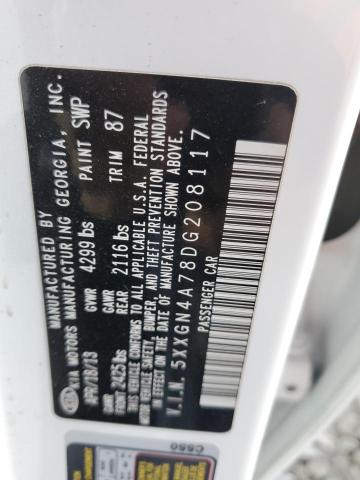 MANUFACTURED BY
KIA MOTORS MANUFACTURING GEORGIA, INC.
APR/18/13 GVWR 4299 lbs PAINT SWP
GAWR FRONT 2425 lbs GAWR REAR 2116 lbs TRIM 87
THIS VEHICLE CONFORMS TO ALL APPLICABLE U.S.A. FEDERAL
MOTOR VEHICLE SAFETY, BUMPER, AND THEFT PREVENTION STANDARDS
IN EFFECT ON THE DATE OF MANUFACTURE SHOWN ABOVE.
V.I.N. 5XXGN4A78DG208117
PASSENGER CAR
C550